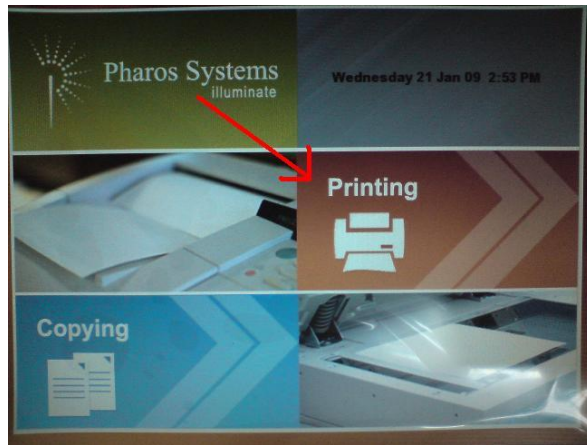 Pharos Systems
illuminate
Wednesday 21 Jan 09 2:53 PM
Printing
Copying